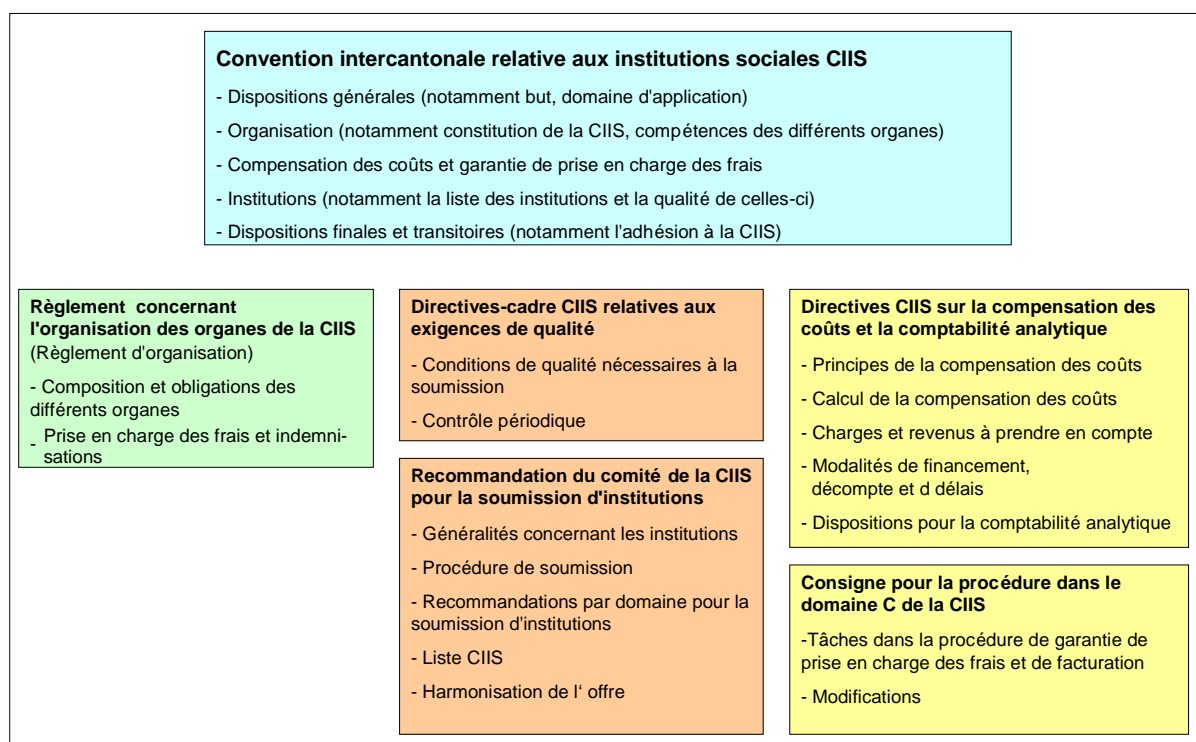 Convention intercantonale relative aux institutions sociales CIIS
- Dispositions générales (notamment but, domaine d'application)
- Organisation (notamment constitution de la CIIS, compétences des différents organes)
- Compensation des coûts et garantie de prise en charge des frais
- Institutions (notamment la liste des institutions et la qualité de celles-ci)
- Dispositions finales et transitoires (notamment l'adhésion à la CIIS)
Règlement concernant
l'organisation des organes de la CIIS
(Règlement d'organisation)
- Composition et obligations des
différents organes
- Prise en charge des frais et indemni-
sations
Directives-cadre CIIS relatives aux
exigences de qualité
- Conditions de qualité nécessaires à la
soumission
- Contrôle périodique
Recommandation du comité de la CIIS
pour la soumission d'institutions
- Généralités concernant les institutions
- Procédure de soumission
- Recommandations par domaine pour la
soumission d'institutions
- Liste CIIS
- Harmonisation de l‘ offre
Directives CIIS sur la compensation des
coûts et la comptabilité analytique
- Principes de la compensation des coûts
- Calcul de la compensation des coûts
- Charges et revenus à prendre en compte
- Modalités de financement,
décompte et d délais
- Dispositions pour la comptabilité analytique
Consigne pour la procédure dans le
domaine C de la CIIS
-Tâches dans la procédure de garantie de
prise en charge des frais et de facturation
- Modifications